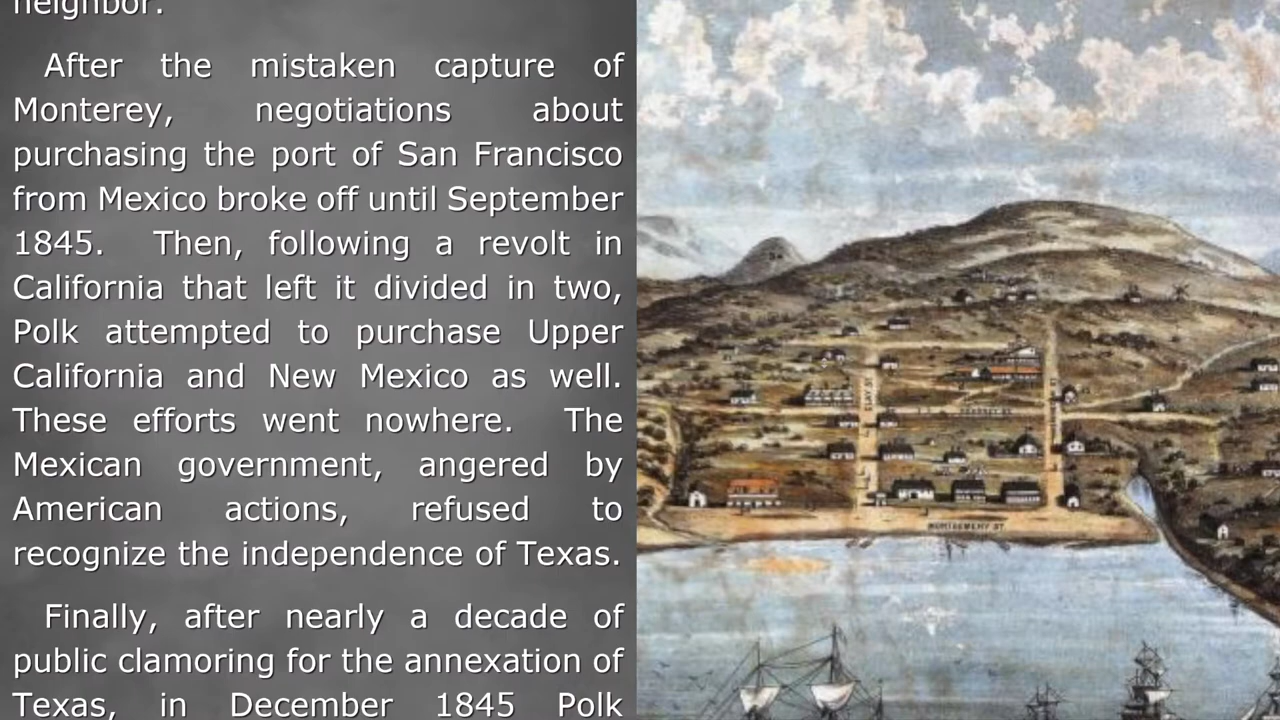 neighbor.
After the mistaken capture of
Monterey, negotiations about
purchasing the port of San Francisco
from Mexico broke off until September
1845. Then, following a revolt in
California that left it divided in two,
Polk attempted to purchase Upper
California and New Mexico as well.
These efforts went nowhere. The
Mexican government, angered by
American actions, refused to
recognize the independence of Texas.
Finally, after nearly a decade of
public clamoring for the annexation of
Texas, in December 1845 Polk
MONTGOMERY ST.